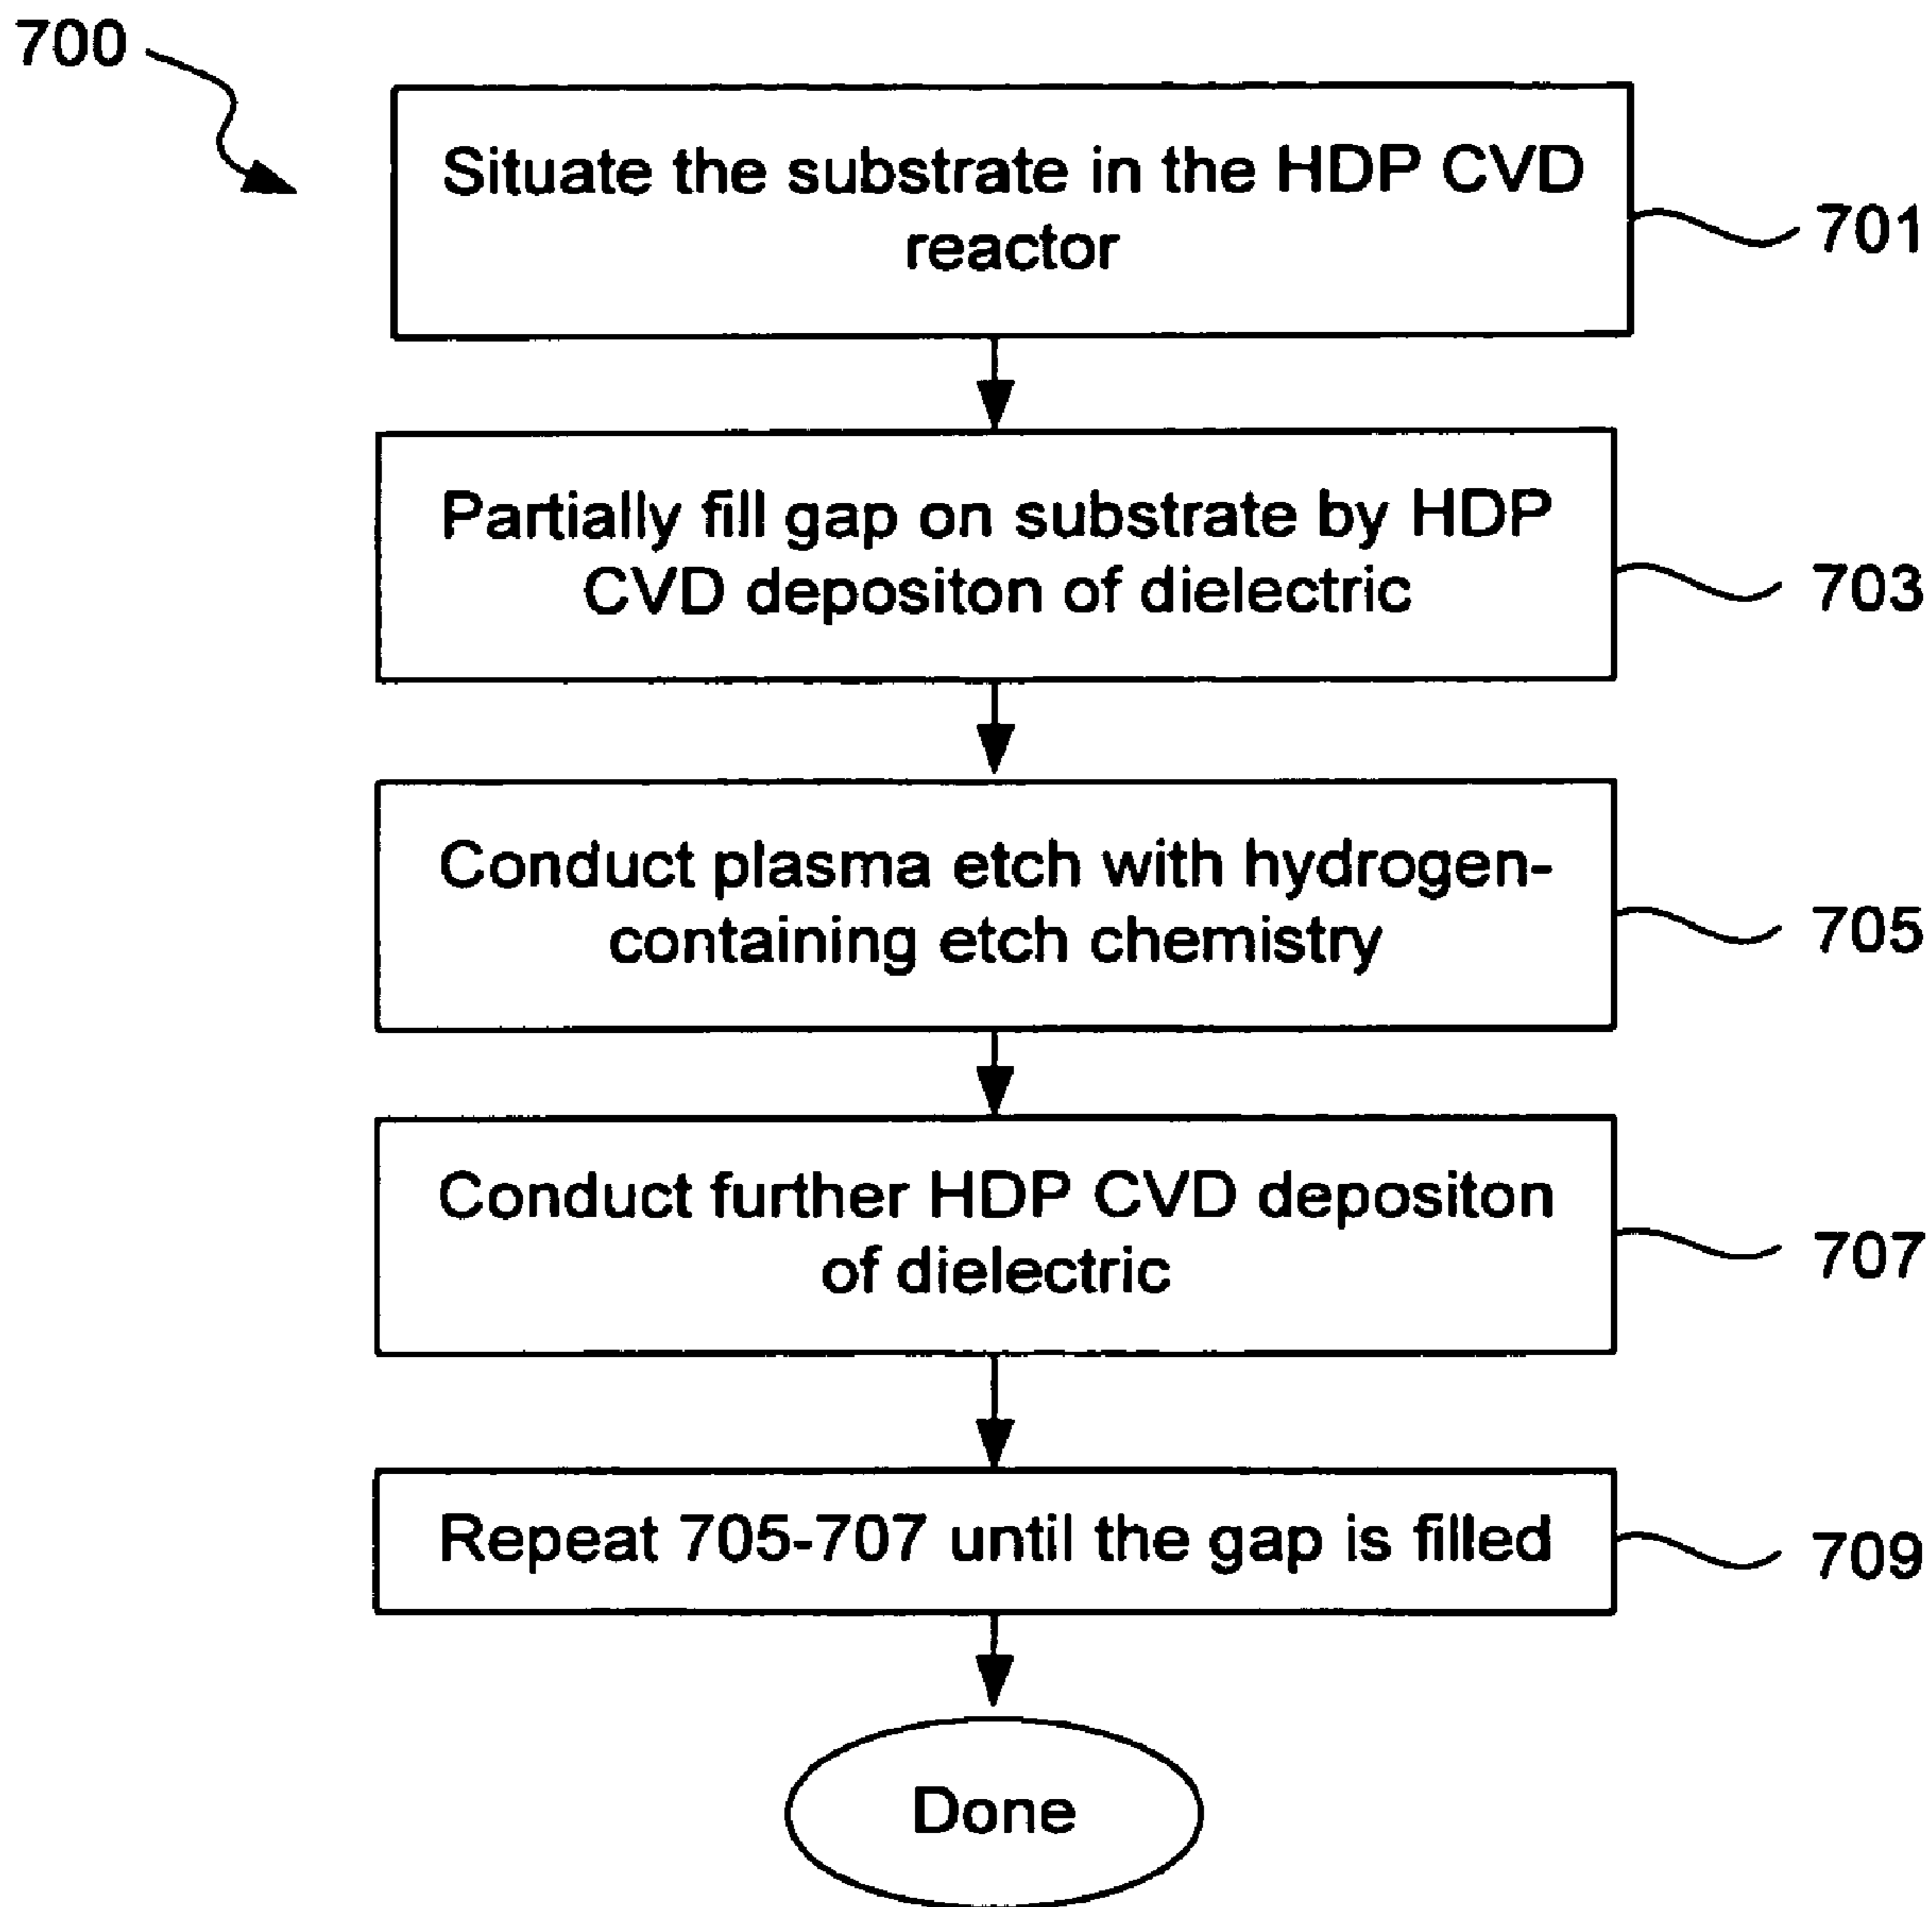 700
Situate the substrate in the HDP CVD
reactor
701
Partially fill gap on substrate by HDP
CVD depositon of dielectric
703
Conduct plasma etch with hydrogen-
containing etch chemistry
705
Conduct further HDP CVD depositon
of dielectric
707
Repeat 705-707 until the gap is filled
709
Done